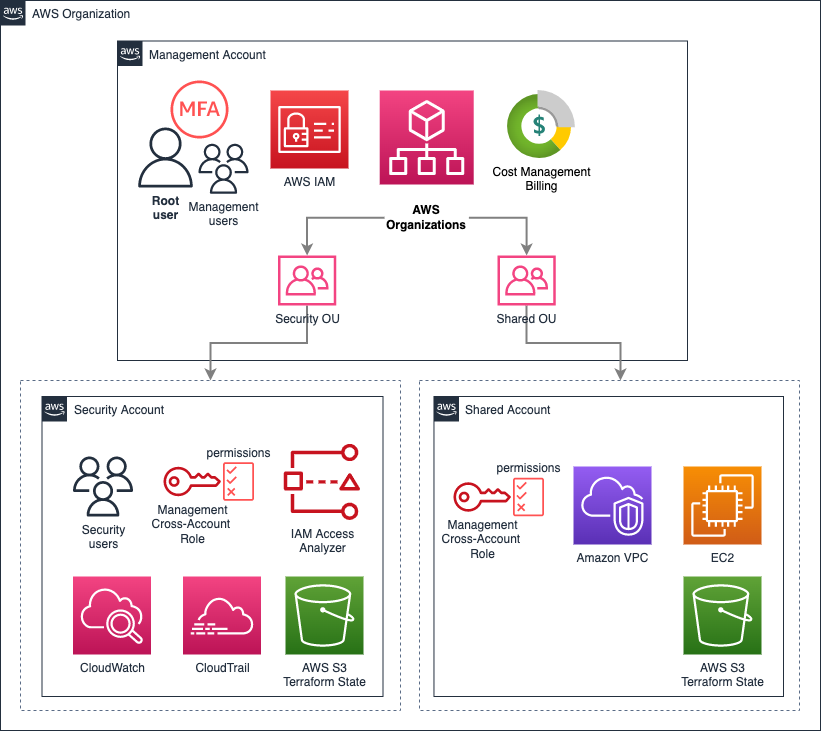 aws
AWS Organization
aws
Management Account
MFA
Root
user
Management
users
AWS IAM
AWS
Organizations
$
Cost Management
Billing
Security OU
Shared OU
aws
Security Account
Security
users
permissions
Management
Cross-Account
Role
IAM Access
Analyzer
CloudWatch
CloudTrail
AWS S3
Terraform State
aws
Shared Account
permissions
Management
Cross-Account
Role
Amazon VPC
EC2
AWS S3
Terraform State